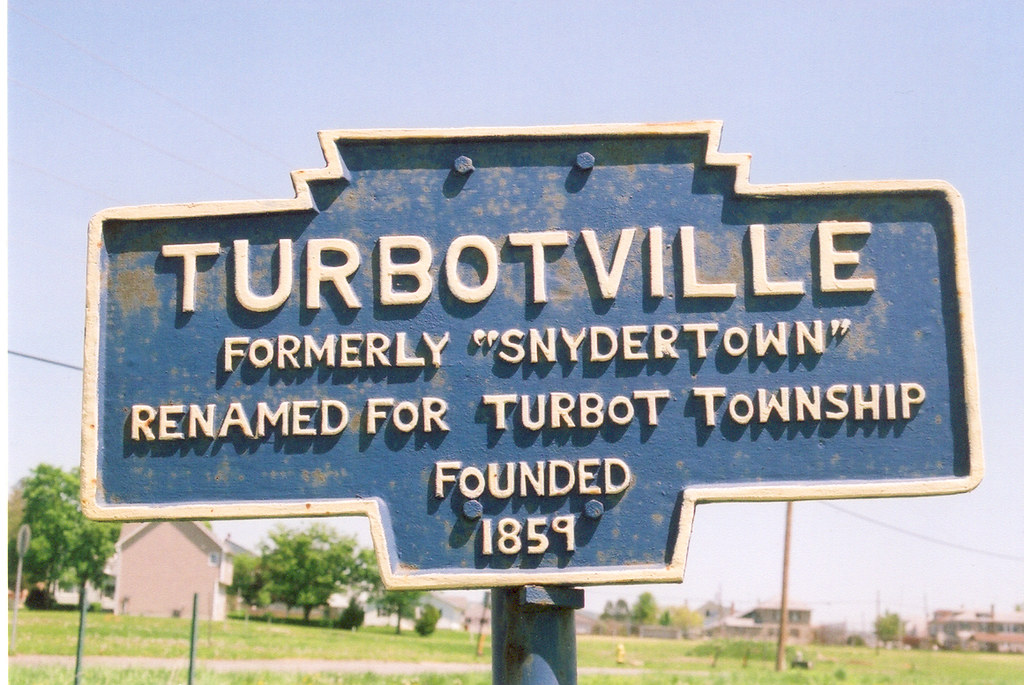 TURBOTVILLE
FORMERLY "SNYDERTOWN"
RENAMED FOR TURBOT TOWNSHIP
FOUNDED
1859